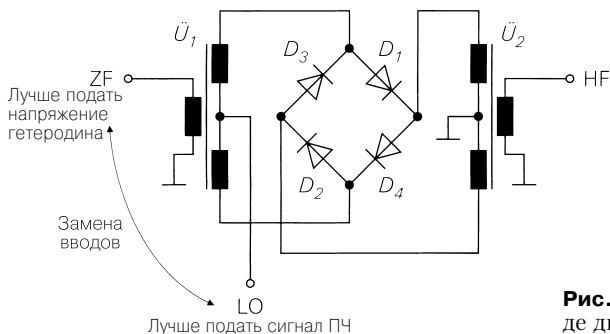 Ü1
D3
D1
Ü2
ZF
HF
Лучше подать
напряжение
гетеродина
D2
D4
Замена
вводов
LO
Лучше подать сигнал ПЧ
Рис.
де ди